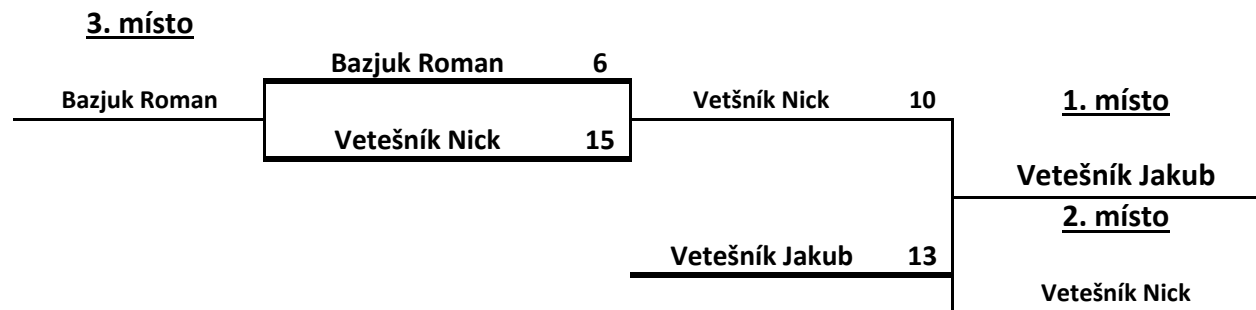 3. místo
Bazjuk Roman 6
Bazjuk Roman
Vetšník Nick 10
1. místo
Vetešník Nick 15
Vetešník Jakub
2. místo
Vetešník Jakub 13
Vetešník Nick